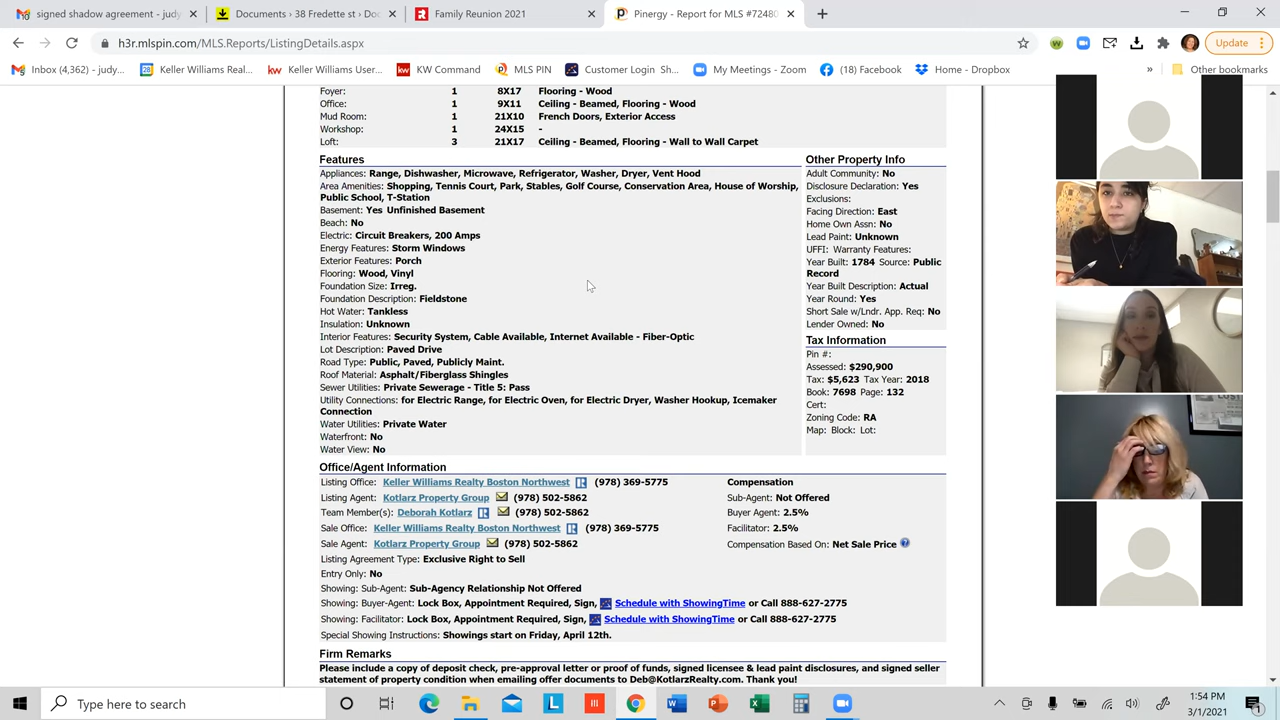 signed shadow agreement - judy
Documents › 38 Fredette st › Doc
Family Reunion 2021
Pinergy - Report for MLS #72480
h3r.mlspin.com/MLS.Reports/ListingDetails.aspx
Update
Inbox (4,362) - judy...
Keller Williams Real...
Keller Williams User...
KW Command
MLS PIN
Customer Login Sh...
My Meetings - Zoom
(18) Facebook
Home - Dropbox
»
Other bookmarks
Foyer: 1 8X17 Flooring - Wood
Office: 1 9X11 Ceiling - Beamed, Flooring - Wood
Mud Room: 1 21X10 French Doors, Exterior Access
Workshop: 1 24X15 -
Loft: 3 21X17 Ceiling - Beamed, Flooring - Wall to Wall Carpet
Features
Appliances: Range, Dishwasher, Microwave, Refrigerator, Washer, Dryer, Vent Hood
Area Amenities: Shopping, Tennis Court, Park, Stables, Golf Course, Conservation Area, House of Worship,
Public School, T-Station
Basement: Yes Unfinished Basement
Beach: No
Electric: Circuit Breakers, 200 Amps
Energy Features: Storm Windows
Exterior Features: Porch
Flooring: Wood, Vinyl
Foundation Size: Irreg.
Foundation Description: Fieldstone
Hot Water: Tankless
Insulation: Unknown
Interior Features: Security System, Cable Available, Internet Available - Fiber-Optic
Lot Description: Paved Drive
Road Type: Public, Paved, Publicly Maint.
Roof Material: Asphalt/Fiberglass Shingles
Sewer Utilities: Private Sewerage - Title 5: Pass
Utility Connections: for Electric Range, for Electric Oven, for Electric Dryer, Washer Hookup, Icemaker
Connection
Water Utilities: Private Water
Waterfront: No
Water View: No
Other Property Info
Adult Community: No
Disclosure Declaration: Yes
Exclusions:
Facing Direction: East
Home Own Assn: No
Lead Paint: Unknown
UFFI: Warranty Features:
Year Built: 1784 Source: Public
Record
Year Built Description: Actual
Year Round: Yes
Short Sale w/Lndr. App. Req: No
Lender Owned: No
Tax Information
Pin #:
Assessed: $290,900
Tax: $5,623 Tax Year: 2018
Book: 7698 Page: 132
Cert:
Zoning Code: RA
Map: Block: Lot:
Office/Agent Information
Listing Office: Keller Williams Realty Boston Northwest (978) 369-5775
Listing Agent: Kotlarz Property Group (978) 502-5862
Team Member(s): Deborah Kotlarz (978) 502-5862
Sale Office: Keller Williams Realty Boston Northwest (978) 369-5775
Sale Agent: Kotlarz Property Group (978) 502-5862
Listing Agreement Type: Exclusive Right to Sell
Entry Only: No
Showing: Sub-Agent: Sub-Agency Relationship Not Offered
Showing: Buyer-Agent: Lock Box, Appointment Required, Sign, Schedule with ShowingTime or Call 888-627-2775
Showing: Facilitator: Lock Box, Appointment Required, Sign, Schedule with ShowingTime or Call 888-627-2775
Special Showing Instructions: Showings start on Friday, April 12th.
Compensation
Sub-Agent: Not Offered
Buyer Agent: 2.5%
Facilitator: 2.5%
Compensation Based On: Net Sale Price
Firm Remarks
Please include a copy of deposit check, pre-approval letter or proof of funds, signed licensee & lead paint disclosures, and signed seller
statement of property condition when emailing offer documents to Deb@KotlarzRealty.com. Thank you!
Type here to search
1:54 PM
3/1/2021